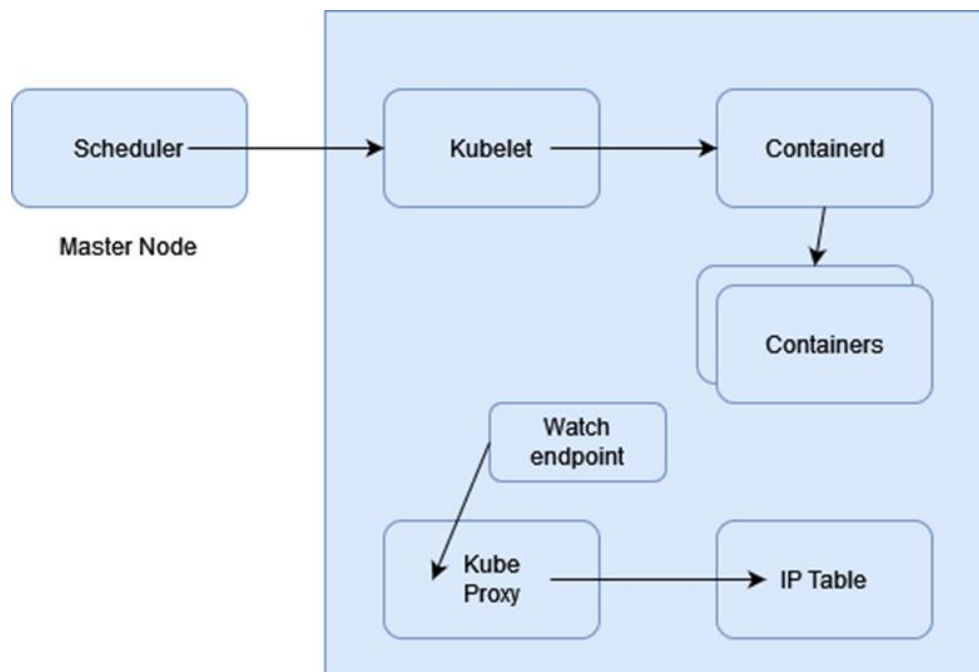 Scheduler
Kubelet
Containerd
Master Node
Containers
Watch
endpoint
Kube
Proxy
IP Table